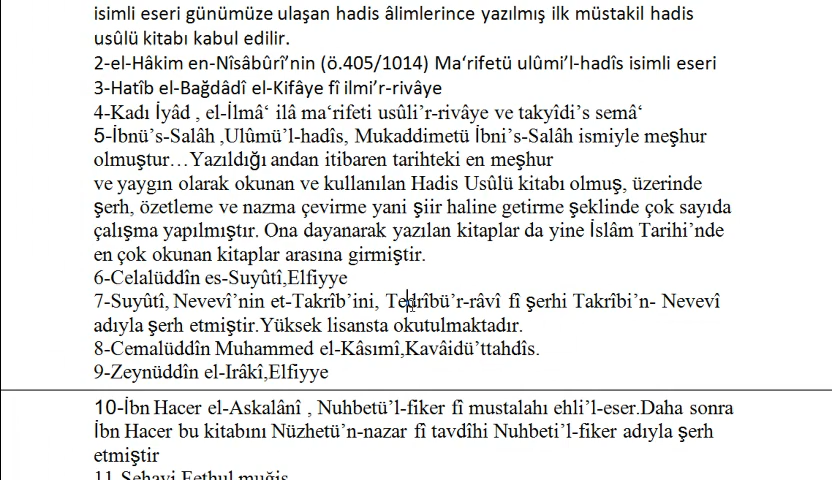 isimli eseri günümüze ulaşan hadis âlimlerince yazılmış ilk müstakil hadis
usûlü kitabı kabul edilir.
2-el-Hâkim en-Nîsâbûrî’nin (ö.405/1014) Ma‘rifetü ulûmi’l-hadîs isimli eseri
3-Hatîb el-Bağdâdî el-Kifâye fî ilmi’r-rivâye
4-Kadı İyâd , el-İlmâ‘ ilâ ma‘rifeti usûli’r-rivâye ve takyîdi’s semâ‘
5-İbnü’s-Salâh ,Ulûmü’l-hadîs, Mukaddimetü İbni’s-Salâh ismiyle meşhur
olmuştur…Yazıldığı andan itibaren tarihteki en meşhur
ve yaygın olarak okunan ve kullanılan Hadis Usûlü kitabı olmuş, üzerinde
şerh, özetleme ve nazma çevirme yani şiir haline getirme şeklinde çok sayıda
çalışma yapılmıştır. Ona dayanarak yazılan kitaplar da yine İslâm Tarihi’nde
en çok okunan kitaplar arasına girmiştir.
6-Celalüddîn es-Suyûtî,Elfiyye
7-Suyûtî, Nevevî’nin et-Takrîb’ini, Tedrîbü’r-râvî fî şerhi Takrîbi’n- Nevevî
adıyla şerh etmiştir.Yüksek lisansta okutulmaktadır.
8-Cemalüddîn Muhammed el-Kâsımî,Kavâidü’ttahdîs.
9-Zeynüddîn el-Irâkî,Elfiyye
10-İbn Hacer el-Askalânî , Nuhbetü’l-fiker fî mustalahı ehli’l-eser.Daha sonra
İbn Hacer bu kitabını Nüzhetü’n-nazar fî tavdîhi Nuhbeti’l-fiker adıyla şerh
etmiştir
11-Sehavi Fethul muğis